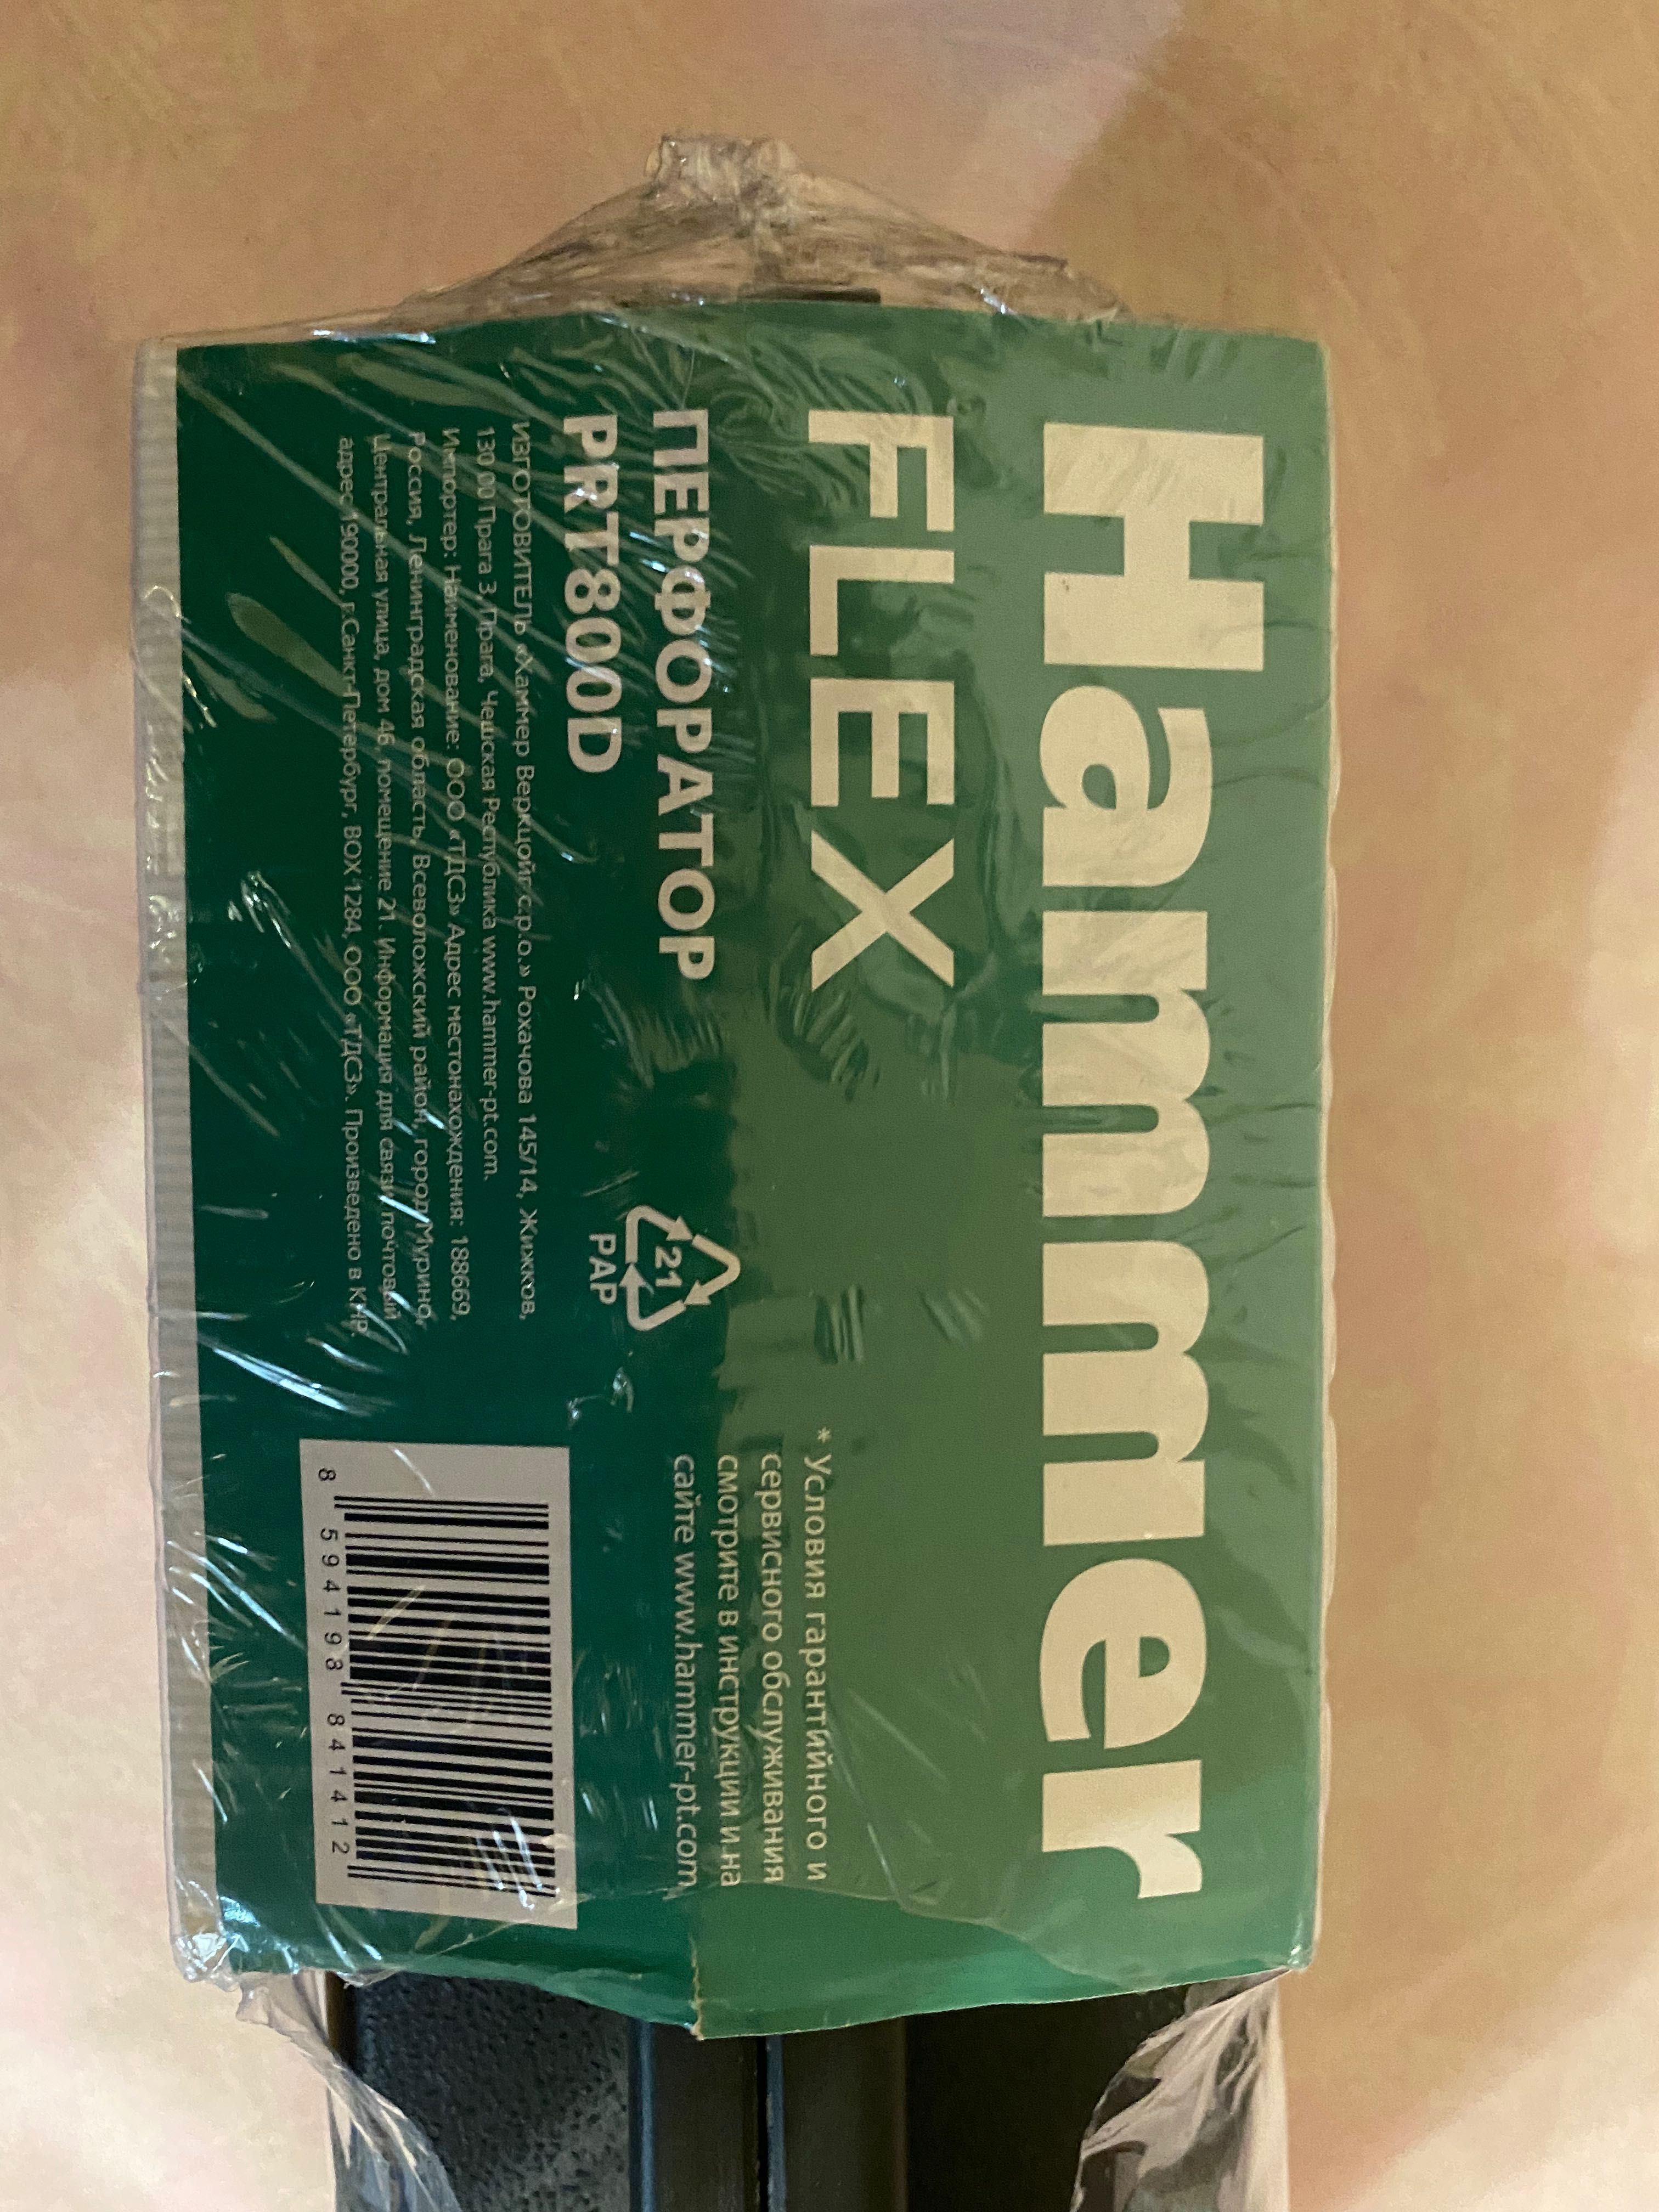 Hammer
FLEX
ПЕРФОРАТОР
PRT800D
ИЗГОТОВИТЕЛЬ «Хаммер Веркцойг с.р.о.» Рохачова 145/14, Жижков,
130 00 Прага 3, Прага, Чешская Республика www.hammer-pt.com.
Импортер: Наименование: ООО «ТДСЗ» Адрес местонахождения: 188669,
Россия, Ленинградская область, Всеволожский район, город Мурино,
Центральная улица, дом 46, помещение 21. Информация для связи почтовый
адрес: 190000, г.Санкт-Петербург, BOX 1284, ООО «ТДСЗ». Произведено в КНР.
21
PAP
* Условия гарантийного и
сервисного обслуживания
смотрите в инструкции и на
сайте www.hammer-pt.com
8 594198 841412